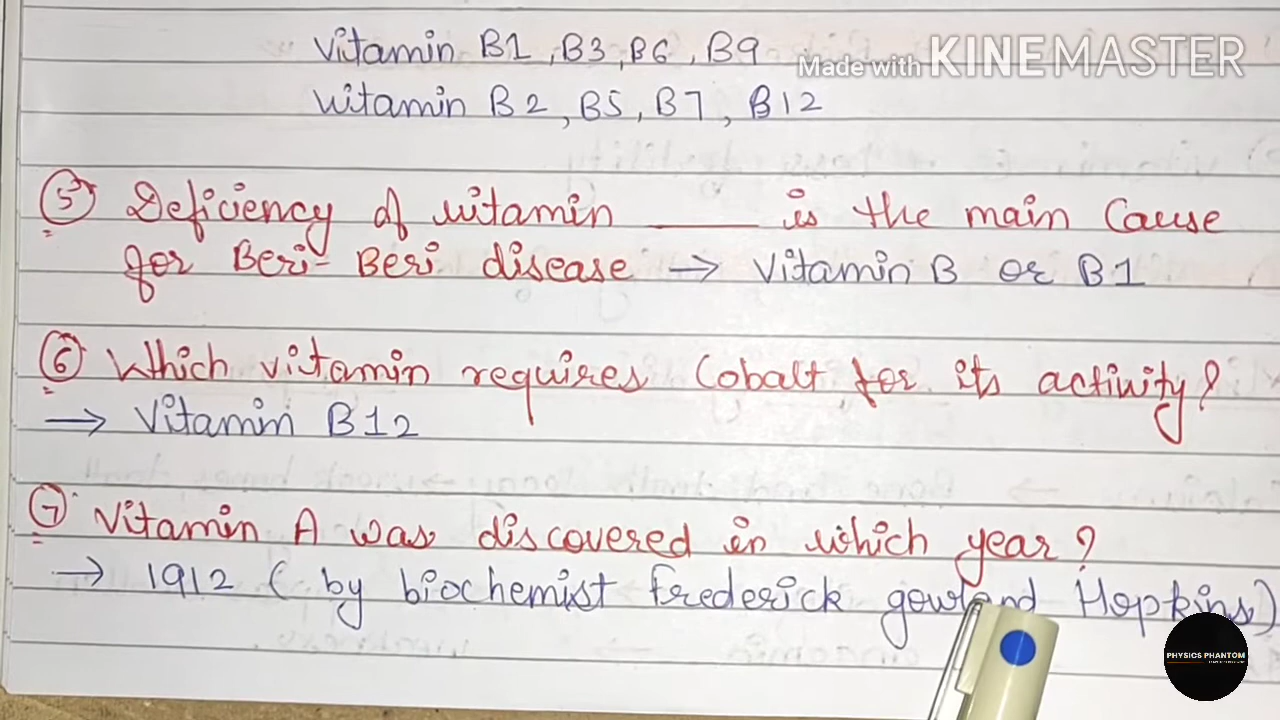 Vitamin B1, B3, B6, B9
Made with KINEMASTER
Vitamin B2, B5, B7, B12
5 Deficiency of vitamin ____ is the main cause
for Beri-Beri disease → Vitamin B or B1
6 Which vitamin requires Cobalt for its activity?
→ Vitamin B12
7 Vitamin A was discovered in which year?
→ 1912 (by biochemist Frederick gowland Hopkins)
PHYSICS PHANTOM